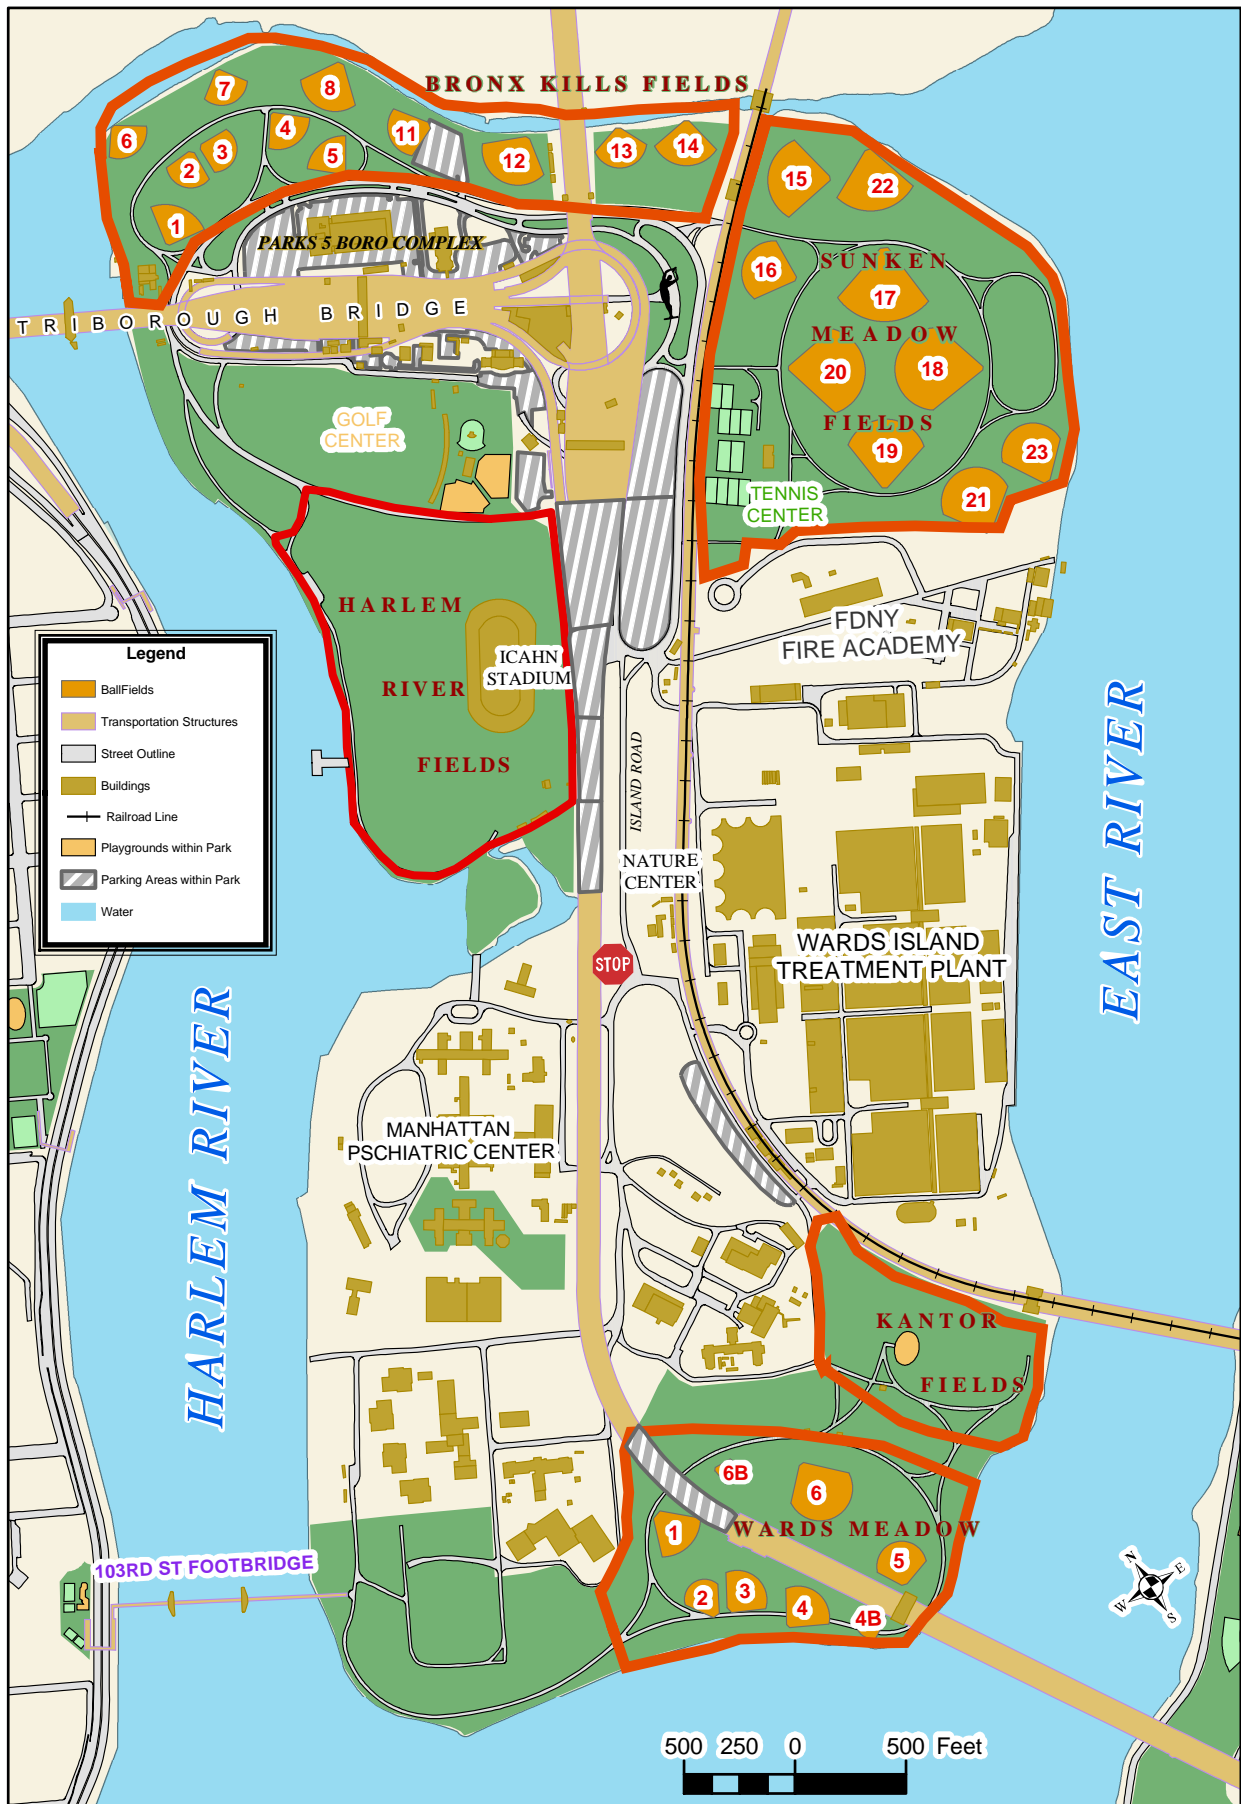 BRONX KILLS FIELDS
7
8
6
4
11
3
5
2
12
13
14
1
15
22
PARKS 5 BORO COMPLEX
16
SUNKEN
17
TRIBOROUGH BRIDGE
MEADOW
20
18
GOLF
CENTER
FIELDS
19
23
21
TENNIS
CENTER
HARLEM
ICAHN
STADIUM
RIVER
FIELDS
FDNY
FIRE ACADEMY
Legend
BallFields
Transportation Structures
Street Outline
Buildings
Railroad Line
Playgrounds within Park
Parking Areas within Park
Water
ISLAND ROAD
EAST RIVER
NATURE
CENTER
WARDS ISLAND
TREATMENT PLANT
STOP
HARLEM RIVER
MANHATTAN
PSCHIATRIC CENTER
KANTOR
FIELDS
6B
6
1
WARDS MEADOW
5
2
3
4
4B
103RD ST FOOTBRIDGE
N
E
W
S
500 250 0 500 Feet